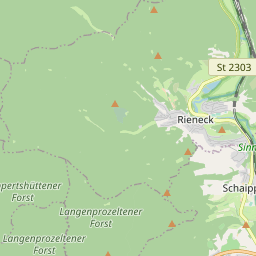 St 2303
Rieneck
Sinn
pertshüttener
Forst
Schaipp
Langenprozeltener
Forst
Langenprozeltener
Forst